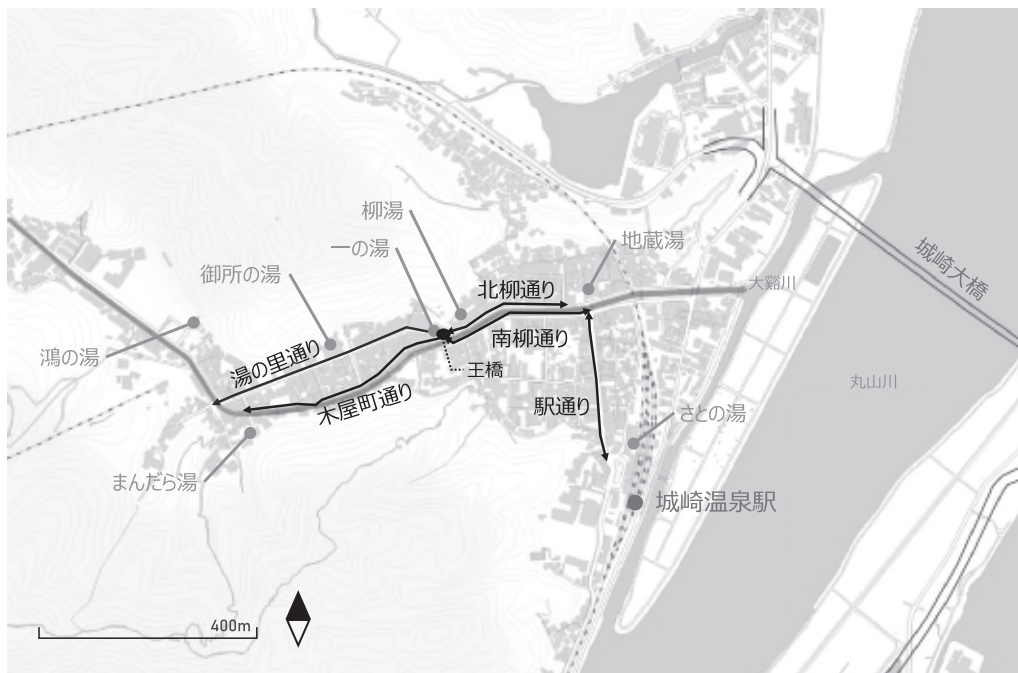 柳湯
一の湯
地蔵湯
城崎大橋
御所の湯
北柳通り
大谿川
鴻の湯
湯の里通り
南柳通り
王橋
丸山川
木屋町通り
駅通り
さとの湯
まんだら湯
城崎温泉駅
400m